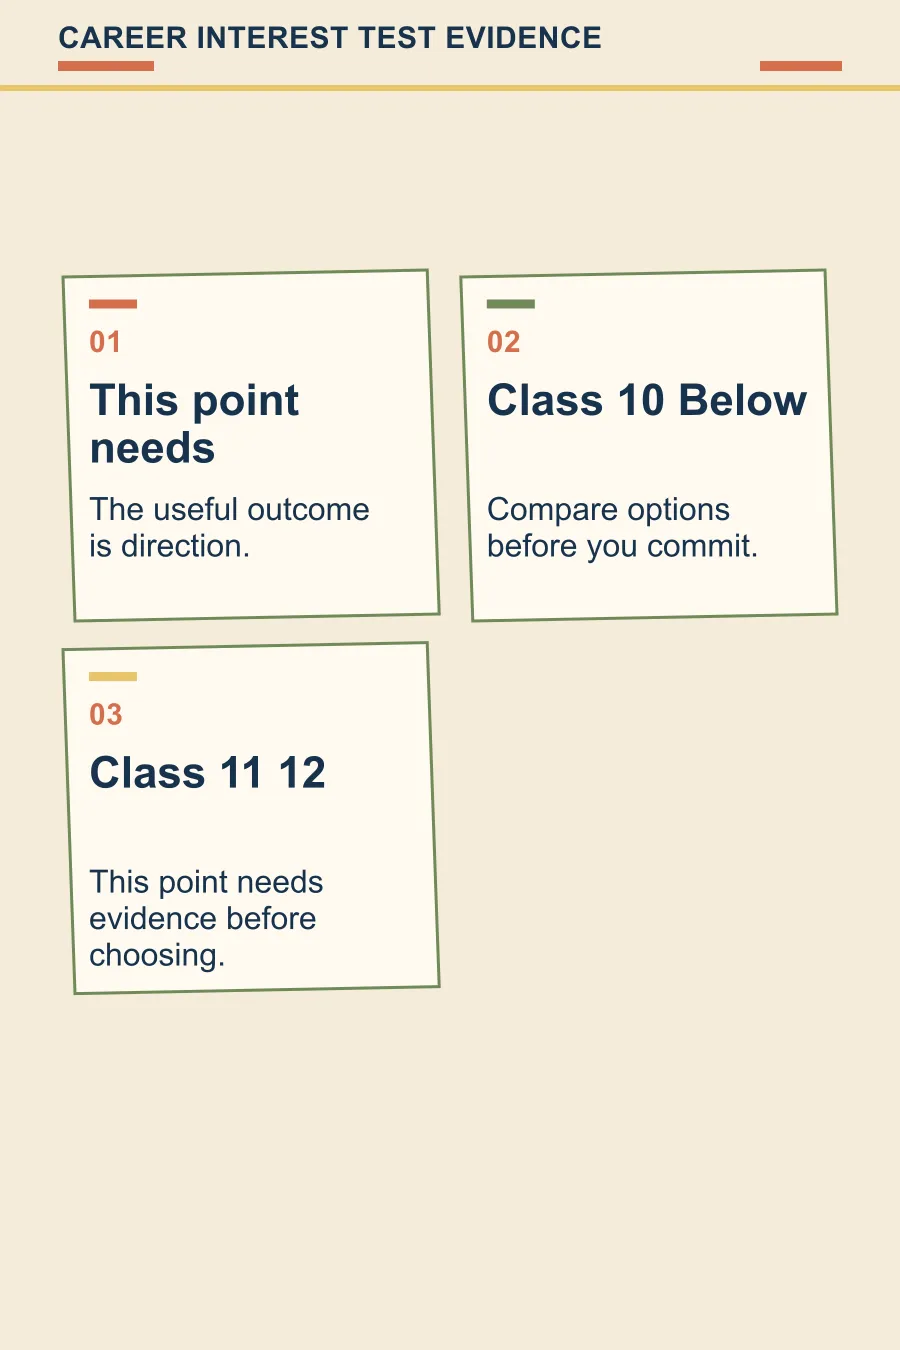 CAREER INTEREST TEST EVIDENCE
01
This point
needs
The useful outcome
is direction.
02
Class 10 Below
Compare options
before you commit.
03
Class 11 12
This point needs
evidence before
choosing.